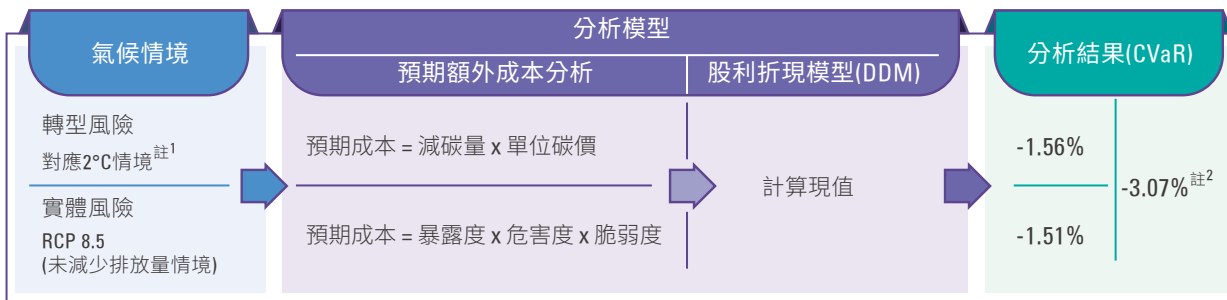 氣候情境
分析模型
預期額外成本分析
股利折現模型(DDM)
分析結果(CVaR)
轉型風險
對應2°C情境註1
預期成本 = 減碳量 x 單位碳價
-1.56%
計算現值
-3.07%註2
實體風險
RCP 8.5
(未減少排放量情境)
預期成本 = 暴露度 x 危害度 x 脆弱度
-1.51%